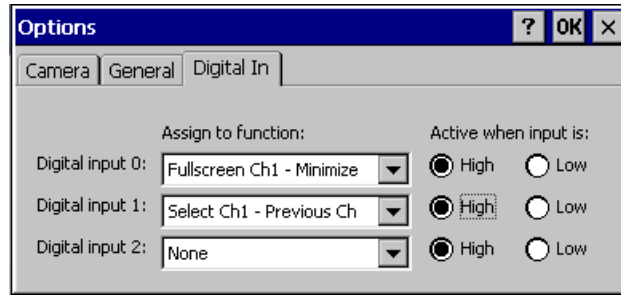 Options ? OK ×
Camera General Digital In
Assign to function: Active when input is:
Digital input 0: Fullscreen Ch1 - Minimize High Low
Digital input 1: Select Ch1 - Previous Ch High Low
Digital input 2: None High Low